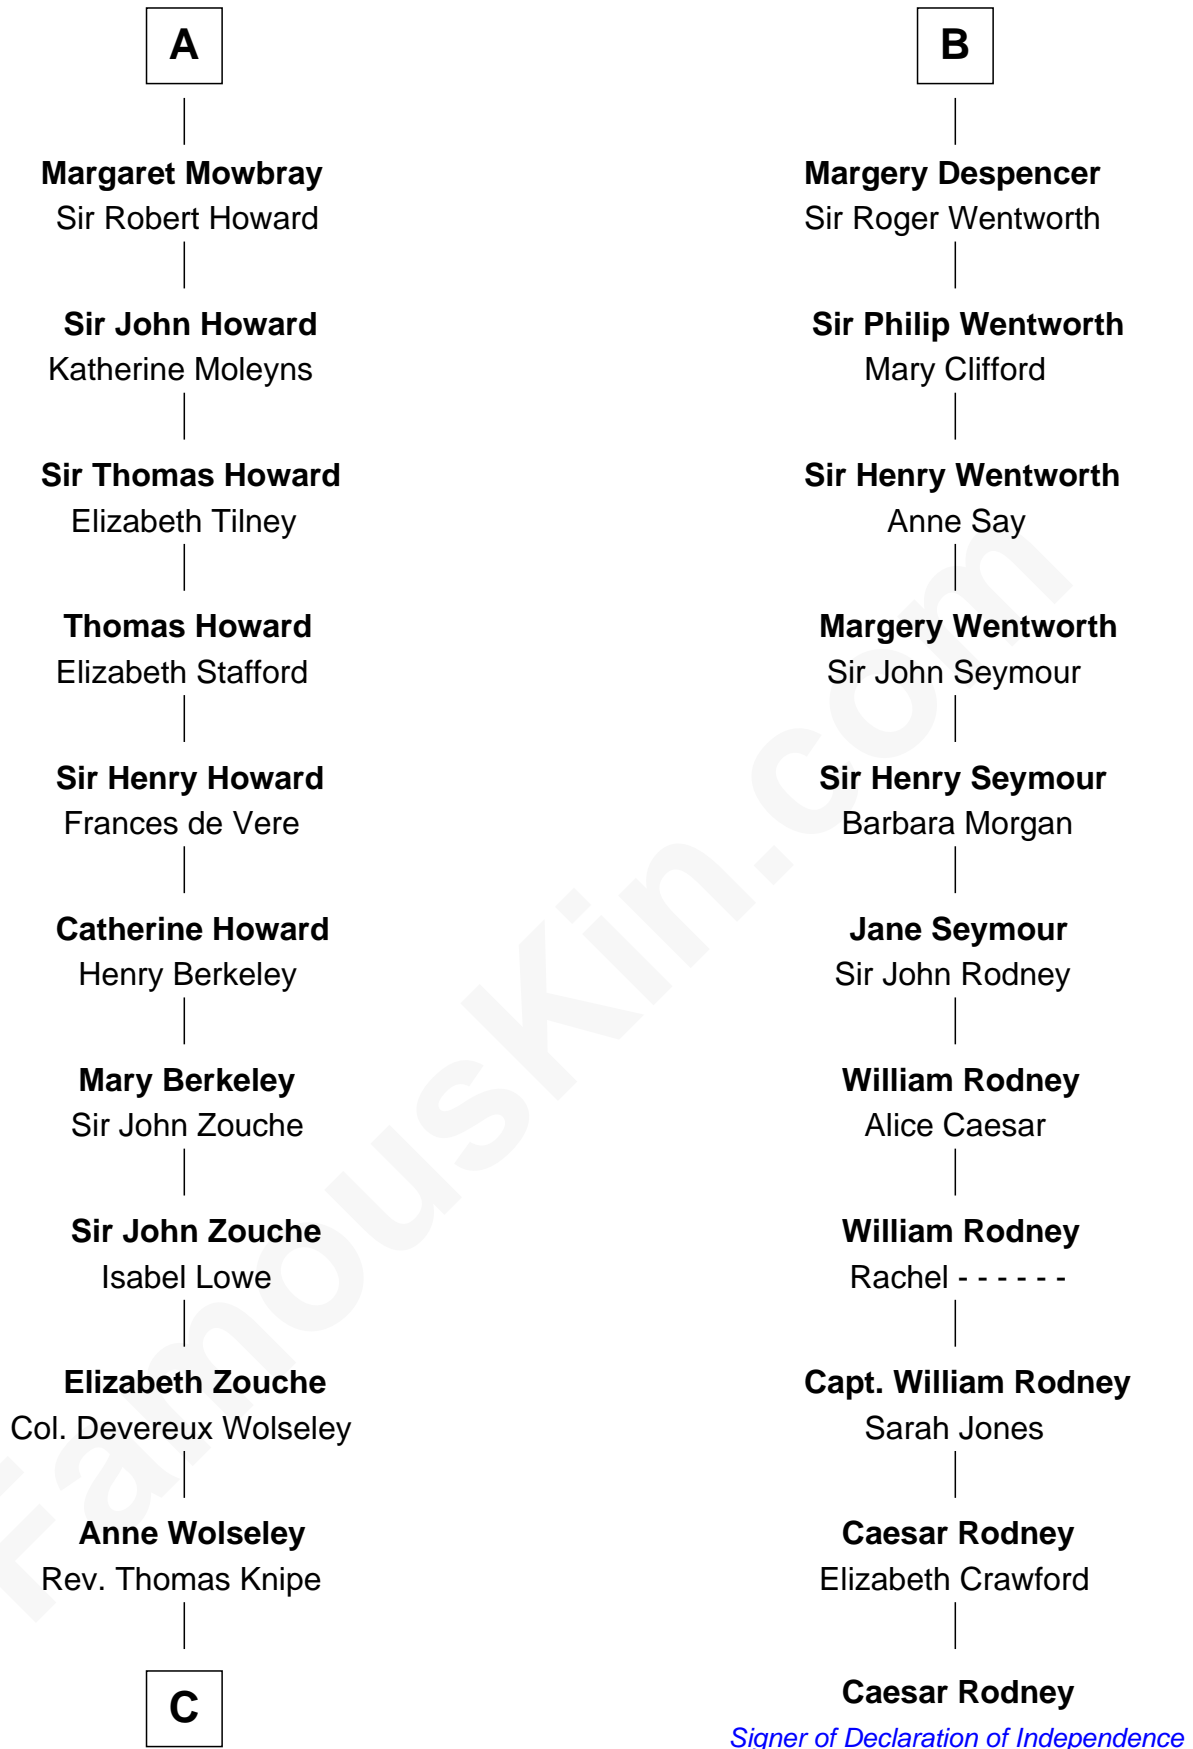 A
Margaret Mowbray
Sir Robert Howard
Sir John Howard
Katherine Moleyns
Sir Thomas Howard
Elizabeth Tilney
Thomas Howard
Elizabeth Stafford
Sir Henry Howard
Frances de Vere
Catherine Howard
Henry Berkeley
Mary Berkeley
Sir John Zouche
Sir John Zouche
Isabel Lowe
Elizabeth Zouche
Col. Devereux Wolseley
Anne Wolseley
Rev. Thomas Knipe
C
B
Margery Despencer
Sir Roger Wentworth
Sir Philip Wentworth
Mary Clifford
Sir Henry Wentworth
Anne Say
Margery Wentworth
Sir John Seymour
Sir Henry Seymour
Barbara Morgan
Jane Seymour
Sir John Rodney
William Rodney
Alice Caesar
William Rodney
Rachel - - - - - -
Capt. William Rodney
Sarah Jones
Caesar Rodney
Elizabeth Crawford
Caesar Rodney
Signer of Declaration of Independence
FamousKin.com